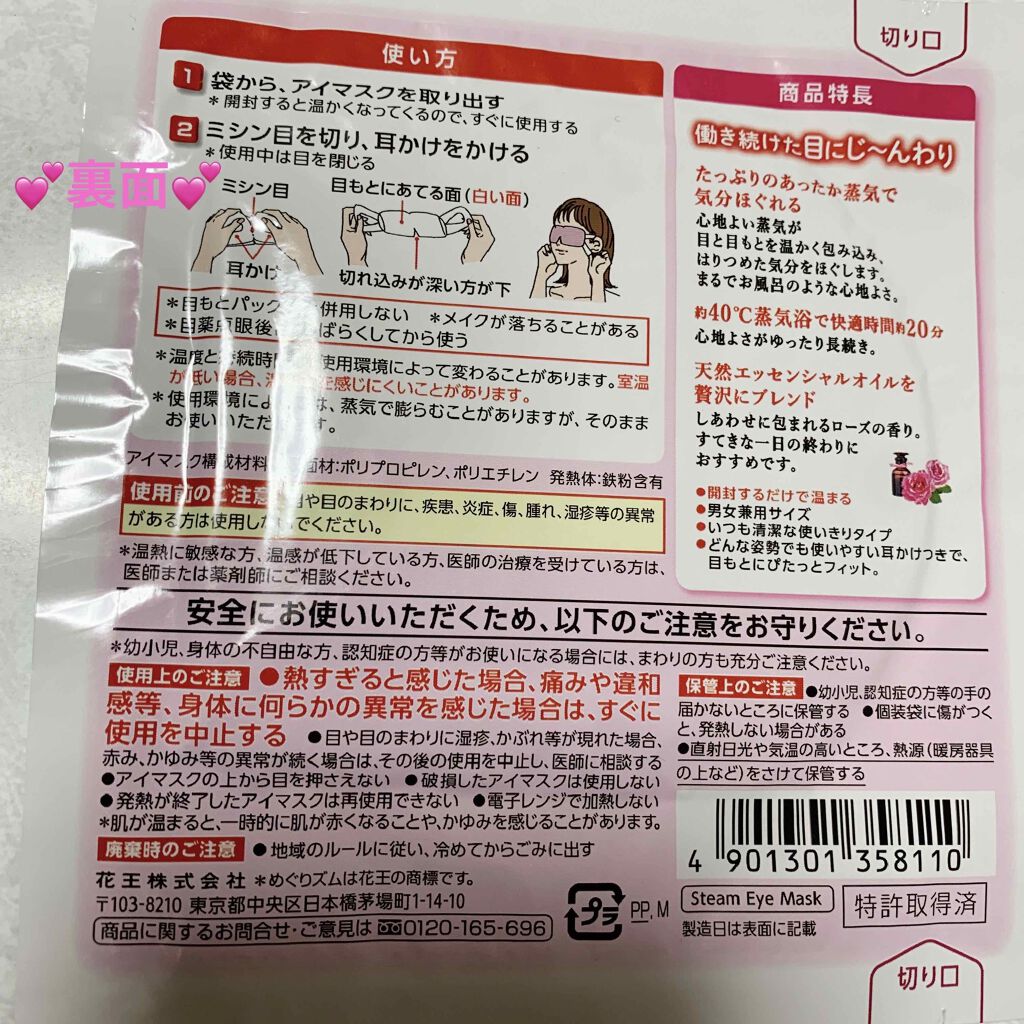 切り口
💕裏面💕
使い方
1 袋から、アイマスクを取り出す
＊開封すると温かくなってくるので、すぐに使用する
2 ミシン目を切り、耳かけをかける
＊使用中は目を閉じる
ミシン目
目もとにあてる面（白い面）
耳かけ
切れ込みが深い方が下
＊目もとパック 併用しない ＊メイクが落ちることがある
＊目薬点眼後 ばらくしてから使う
＊温度と持続時 使用環境によって変わることがあります。室温
が低い場合、 を感じにくいことがあります。
＊使用環境によ は、蒸気で膨らむことがありますが、そのまま
お使いいただ す。
アイマスク構成材料 面材：ポリプロピレン、ポリエチレン 発熱体：鉄粉含有
使用前のご注意 目や目のまわりに、疾患、炎症、傷、腫れ、湿疹等の異常
がある方は使用しないでください。
＊温熱に敏感な方、温感が低下している方、医師の治療を受けている方は、
医師または薬剤師にご相談ください。
商品特長
働き続けた目にじ〜んわり
たっぷりのあったか蒸気で
気分ほぐれる
心地よい蒸気が
目と目もとを温かく包み込み、
はりつめた気分をほぐします。
まるでお風呂のような心地よさ。
約40℃蒸気浴で快適時間約20分
心地よさがゆったり長続き。
天然エッセンシャルオイルを
贅沢にブレンド
しあわせに包まれるローズの香り。
すてきな一日の終わりに
おすすめです。
●開封するだけで温まる
●男女兼用サイズ
●いつも清潔な使いきりタイプ
●どんな姿勢でも使いやすい耳かけつきで、
目もとにぴたっとフィット。
安全にお使いいただくため、以下のご注意をお守りください。
＊幼小児、身体の不自由な方、認知症の方等がお使いになる場合には、まわりの方も充分ご注意ください。
使用上のご注意 ●熱すぎると感じた場合、痛みや違和
感等、身体に何らかの異常を感じた場合は、すぐに
使用を中止する ●目や目のまわりに湿疹、かぶれ等が現れた場合、
赤み、かゆみ等の異常が続く場合は、その後の使用を中止し、医師に相談する
●アイマスクの上から目を押さえない ●破損したアイマスクは使用しない
●発熱が終了したアイマスクは再使用できない ●電子レンジで加熱しない
＊肌が温まると、一時的に肌が赤くなることや、かゆみを感じることがあります。
廃棄時のご注意 ●地域のルールに従い、冷めてからごみに出す
花王株式会社 ＊めぐりズムは花王の商標です。
〒103-8210 東京都中央区日本橋茅場町1-14-10
商品に関するお問合せ・ご意見は 0120-165-696
保管上のご注意 ●幼小児、認知症の方等の手の
届かないところに保管する ●個装袋に傷がつく
と、発熱しない場合がある
●直射日光や気温の高いところ、熱源（暖房器具
の上など）をさけて保管する
4 901301 358110
プラ PP, M
Steam Eye Mask
特許取得済
製造日は表面に記載
切り口